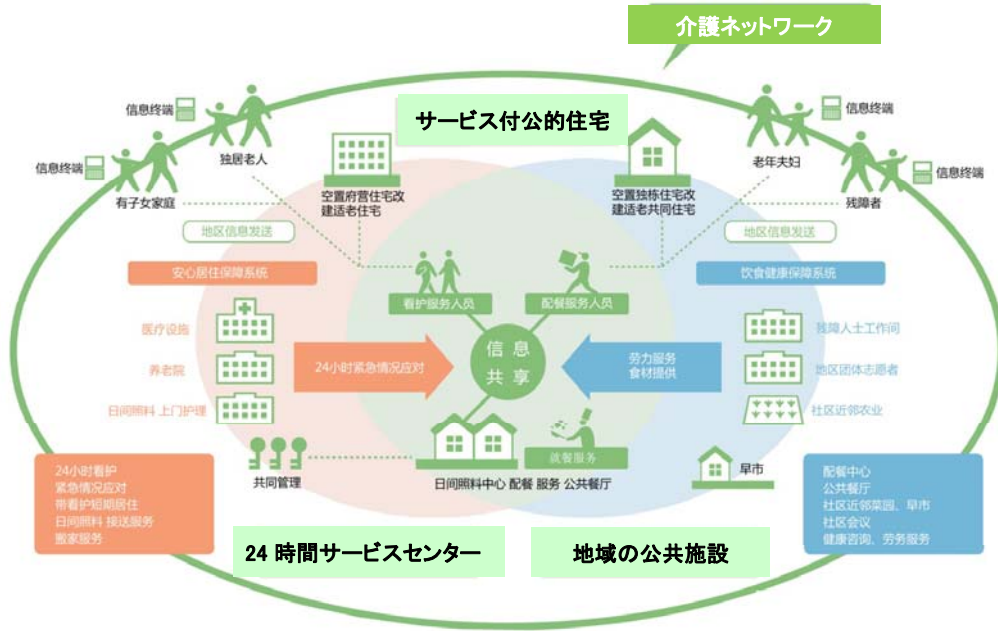 介護ネットワーク
サービス付公的住宅
信息终端
信息终端
独居老人
老年夫妇
信息终端
信息终端
有子女家庭
残障者
空置府营住宅改
建适老住宅
空置独栋住宅改
建适老共同住宅
地区信息发送
地区信息发送
安心居住保障系统
饮食健康保障系统
看护服务人员
配餐服务人员
医疗设施
养老院
日间照料 上门护理
24小时紧急情况应对
信息
共享
劳力服务
食材提供
残障人士工作间
地区团体志愿者
社区近邻农业
共同管理
就餐服务
日间照料中心 配餐 服务 公共餐厅
早市
24小时看护
紧急情况应对
带看护短期居住
日间照料 接送服务
搬家服务
配餐中心
公共餐厅
社区近邻菜园、早市
社区会议
健康咨询、劳务服务
24 時間サービスセンター
地域の公共施設